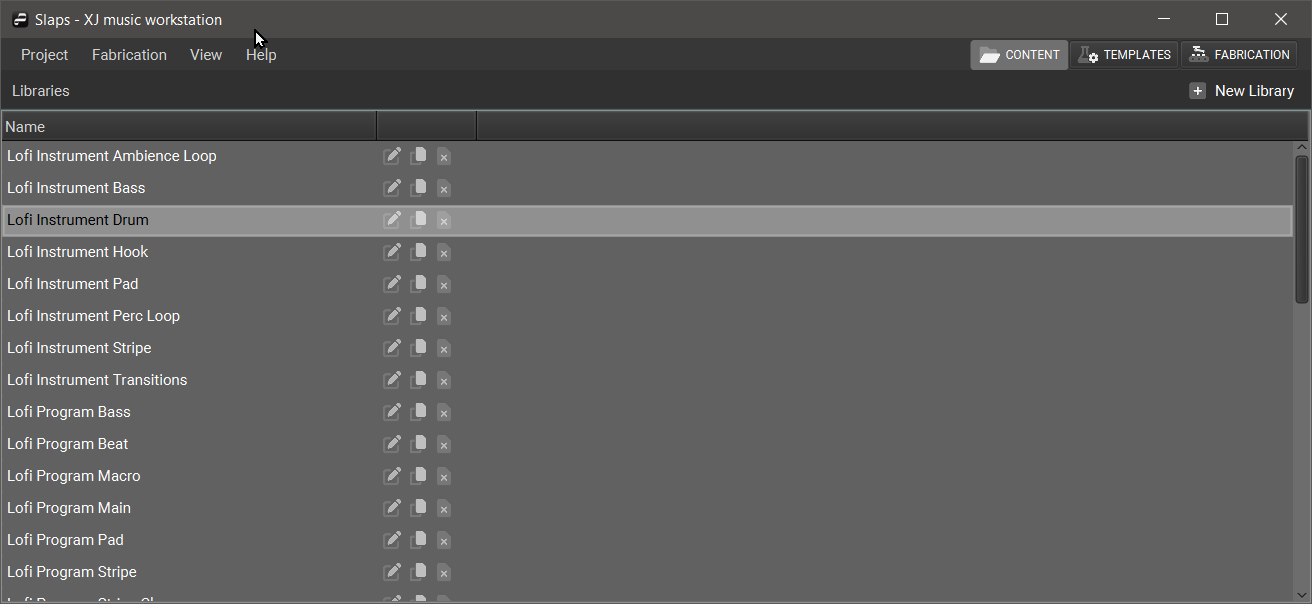 Slaps - XJ music workstation
Project Fabrication View Help CONTENT TEMPLATES FABRICATION
Libraries + New Library
Name
Lofi Instrument Ambience Loop
Lofi Instrument Bass
Lofi Instrument Drum
Lofi Instrument Hook
Lofi Instrument Pad
Lofi Instrument Perc Loop
Lofi Instrument Stripe
Lofi Instrument Transitions
Lofi Program Bass
Lofi Program Beat
Lofi Program Macro
Lofi Program Main
Lofi Program Pad
Lofi Program Stripe